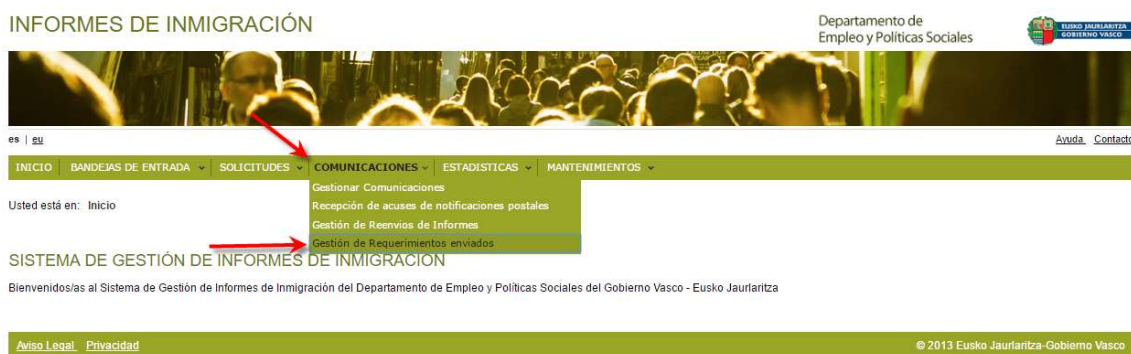 INFORMES DE INMIGRACIÓN
Departamento de
Empleo y Políticas Sociales
EUSKO JAURLARITZA
GOBIERNO VASCO
es | eu
Ayuda Contacto
INICIO BANDEJAS DE ENTRADA SOLICITUDES COMUNICACIONES ESTADISTICAS MANTENIMIENTOS
Gestionar Comunicaciones
Usted está en: Inicio
Recepción de acuses de notificaciones postales
Gestión de Reenvios de Informes
Gestión de Requerimientos enviados
SISTEMA DE GESTIÓN DE INFORMES DE INMIGRACIÓN
Bienvenidos/as al Sistema de Gestión de Informes de Inmigración del Departamento de Empleo y Políticas Sociales del Gobierno Vasco - Eusko Jaurlaritza
Aviso Legal Privacidad
© 2013 Eusko Jaurlaritza-Gobierno Vasco